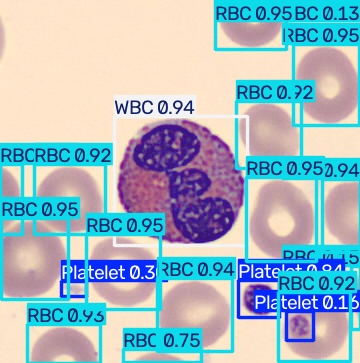 RBC 0.95
BC 0.13
RBC 0.95
RBC 0.92
WBC 0.94
RBC
RBC 0.92
RBC 0.95
0.94
RBC 0.95
RBC 0.95
Platelet 0.3
RBC 0.94
Platelet 0.84
RBC 0.92
Platelet 0.16
RBC 0.93
RBC 0.75